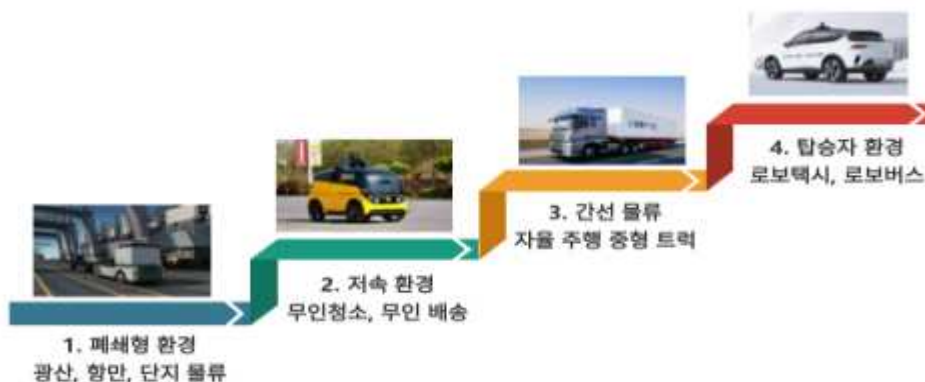 1. 폐쇄형 환경
광산, 항만, 단지 물류
2. 저속 환경
무인청소, 무인 배송
3. 간선 물류
자율 주행 중형 트럭
4. 탑승자 환경
로보택시, 로보버스